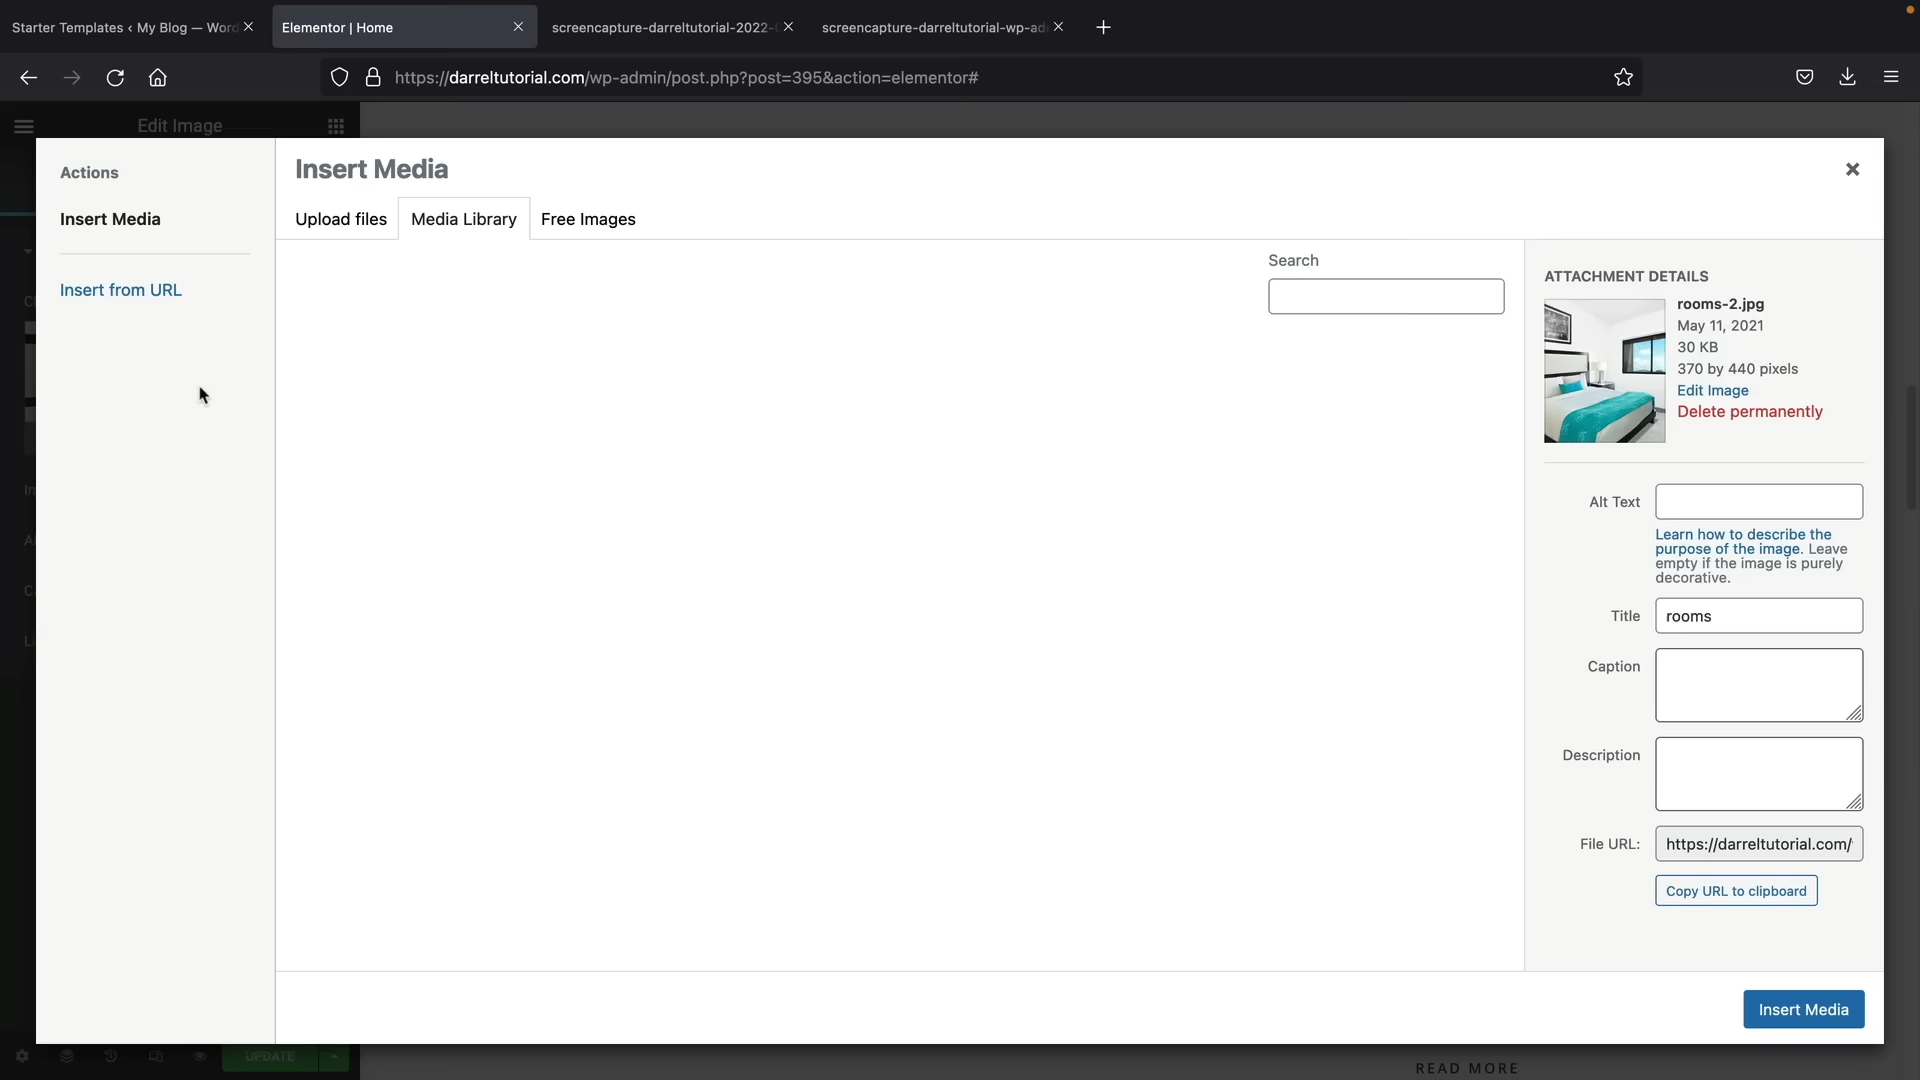 Starter Templates ‹ My Blog — Word
Elementor | Home
screencapture-darreltutorial-2022-
screencapture-darreltutorial-wp-ad
https://darreltutorial.com/wp-admin/post.php?post=395&action=elementor#
Edit Image
Actions
Insert Media
Insert from URL
Insert Media
Upload files
Media Library
Free Images
Search
ATTACHMENT DETAILS
rooms-2.jpg
May 11, 2021
30 KB
370 by 440 pixels
Edit Image
Delete permanently
Alt Text
Learn how to describe the
purpose of the image. Leave
empty if the image is purely
decorative.
Title
rooms
Caption
Description
File URL:
https://darreltutorial.com/
Copy URL to clipboard
Insert Media
UPDATE
READ MORE